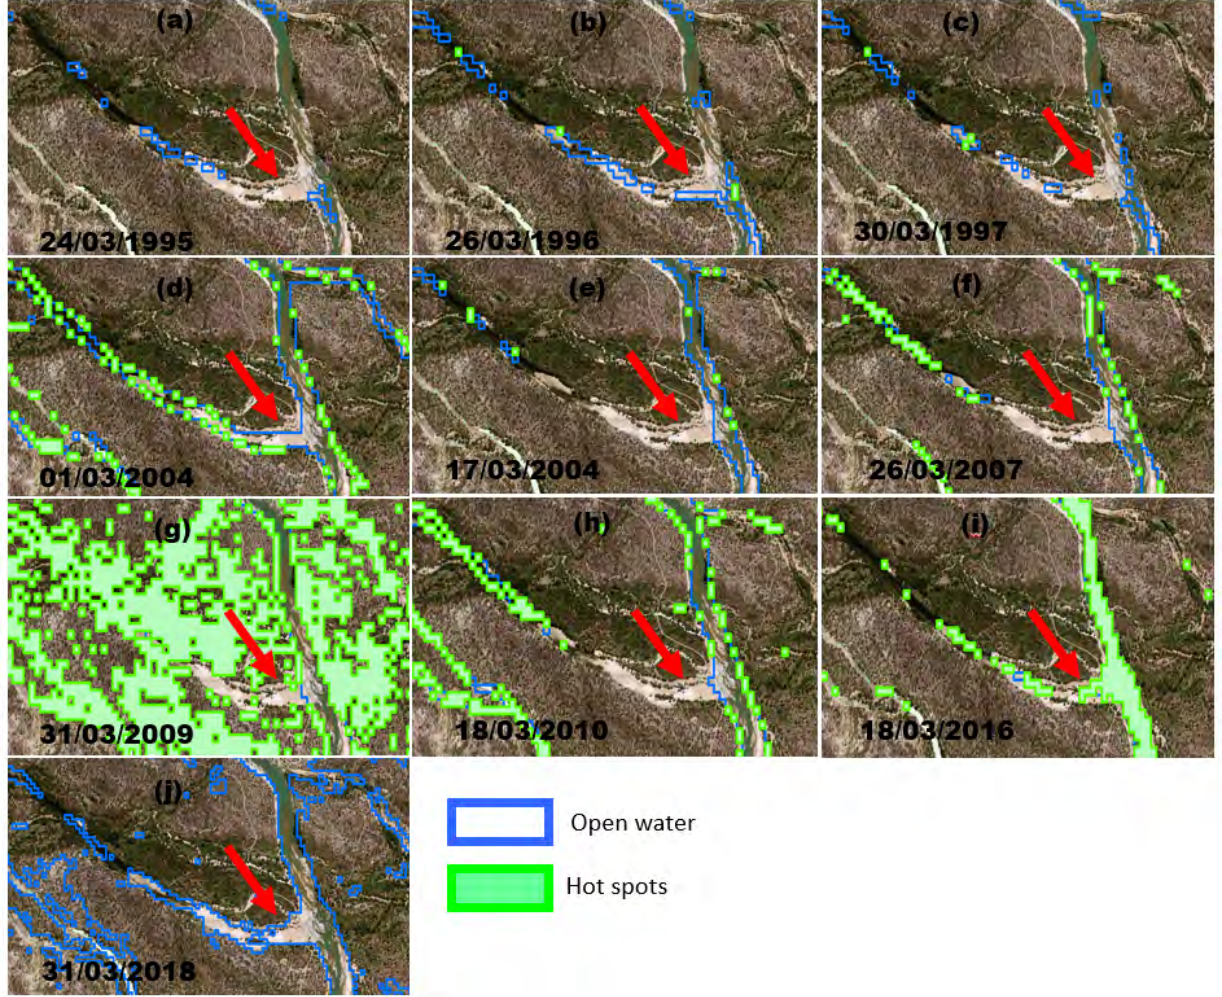 (a)
(b)
(c)
24/03/1995
26/03/1996
30/03/1997
(d)
(e)
(f)
01/03/2004
17/03/2004
26/03/2007
(g)
(h)
(i)
31/03/2009
18/03/2010
18/03/2016
(j)
Open water
Hot spots
31/03/2018